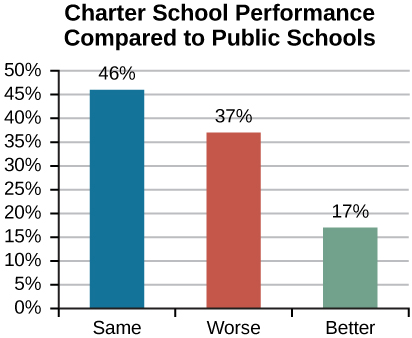 Charter School Performance
Compared to Public Schools
50%
45%
40%
35%
30%
25%
20%
15%
10%
5%
0%
46%
37%
17%
Same
Worse
Better